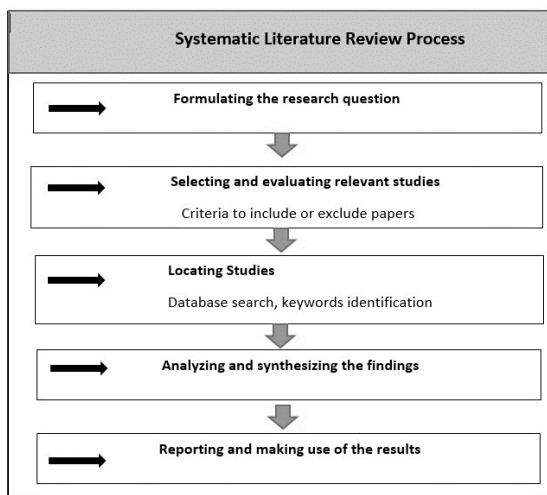 Systematic Literature Review Process
Formulating the research question
Selecting and evaluating relevant studies
Criteria to include or exclude papers
Locating Studies
Database search, keywords identification
Analyzing and synthesizing the findings
Reporting and making use of the results